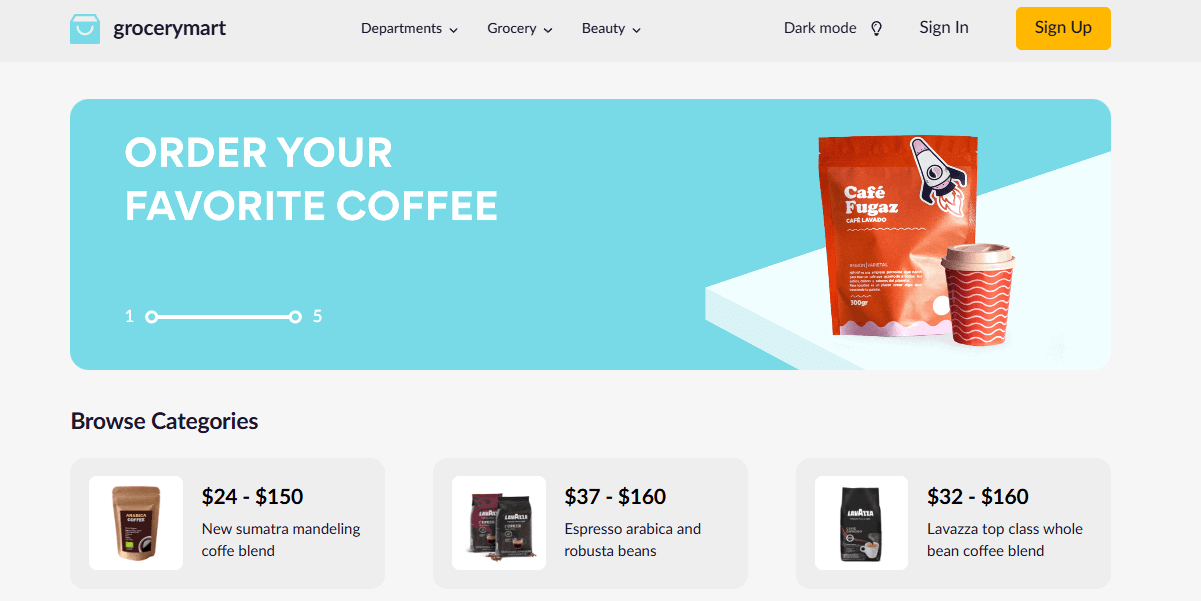 grocerymart
Departments
Grocery
Beauty
Dark mode
Sign In
Sign Up
ORDER YOUR
FAVORITE COFFEE
1
5
Café
Fugaz
CAFÉ LAVADO
100gr
Browse Categories
ARABICA
COFFEE
$24 - $150
New sumatra mandeling
coffe blend
LAVAZZA
$37 - $160
Espresso arabica and
robusta beans
LAVAZZA
$32 - $160
Lavazza top class whole
bean coffee blend